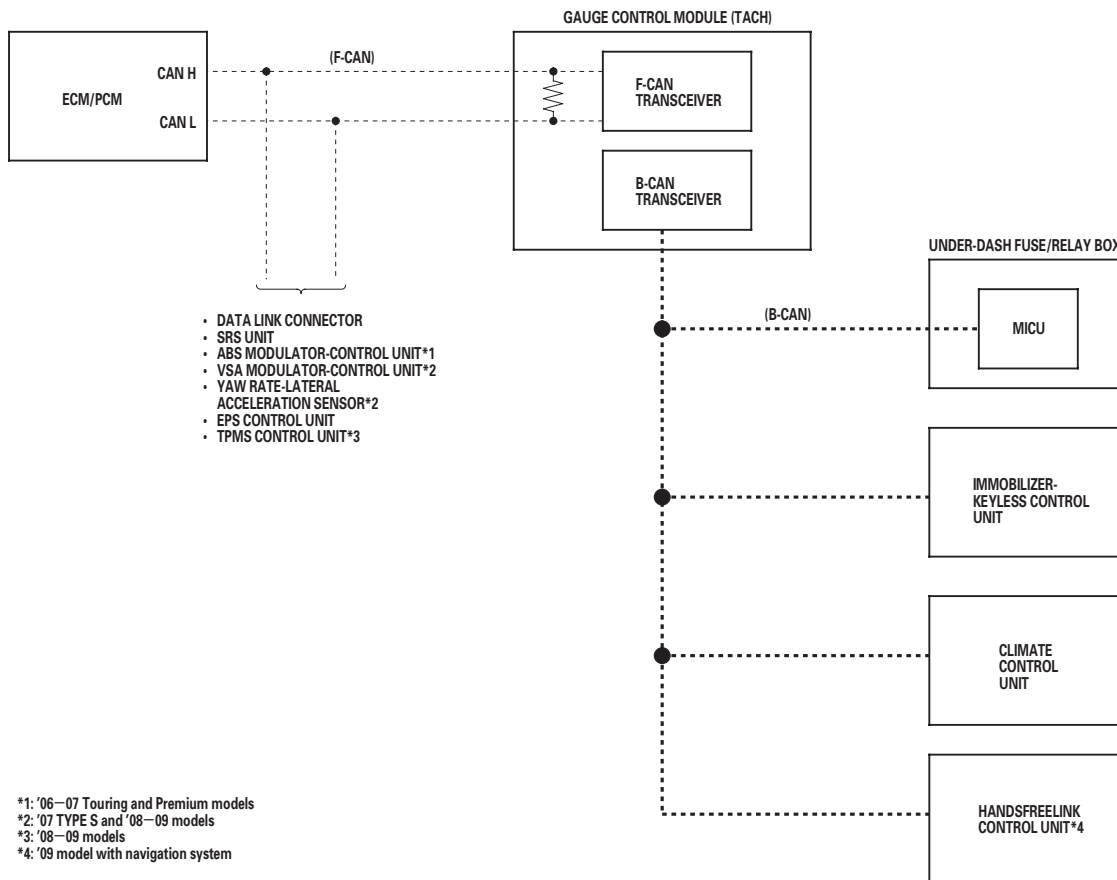 GAUGE CONTROL MODULE (TACH)
(F-CAN)
CAN H
ECM/PCM
CAN L
F-CAN
TRANSCEIVER
B-CAN
TRANSCEIVER
UNDER-DASH FUSE/RELAY BOX
(B-CAN)
MICU
• DATA LINK CONNECTOR
• SRS UNIT
• ABS MODULATOR-CONTROL UNIT*1
• VSA MODULATOR-CONTROL UNIT*2
• YAW RATE-LATERAL
ACCELERATION SENSOR*2
• EPS CONTROL UNIT
• TPMS CONTROL UNIT*3
IMMOBILIZER-
KEYLESS CONTROL
UNIT
CLIMATE
CONTROL
UNIT
HANDSFREELINK
CONTROL UNIT*4
*1: ’06—07 Touring and Premium models
*2: ’07 TYPE S and ’08—09 models
*3: ’08—09 models
*4: ’09 model with navigation system